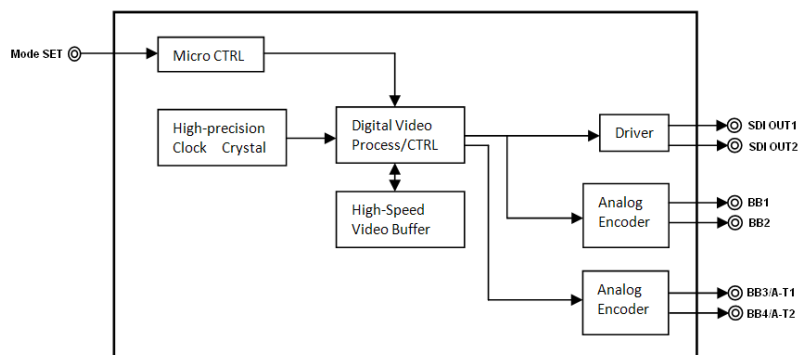 Mode SET
Micro CTRL
High-precision
Clock Crystal
Digital Video
Process/CTRL
High-Speed
Video Buffer
Driver
SDI OUT1
SDI OUT2
Analog
Encoder
BB1
BB2
Analog
Encoder
BB3/A-T1
BB4/A-T2